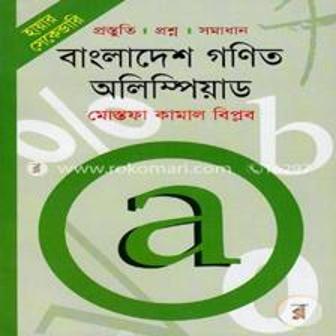 হায়ার
সেকেন্ডারি
প্রস্তুতি । প্রশ্ন । সমাধান
বাংলাদেশ গণিত
অলিম্পিয়াড
মোস্তফা কামাল বিপ্লব
b
www.rokomari.com
a